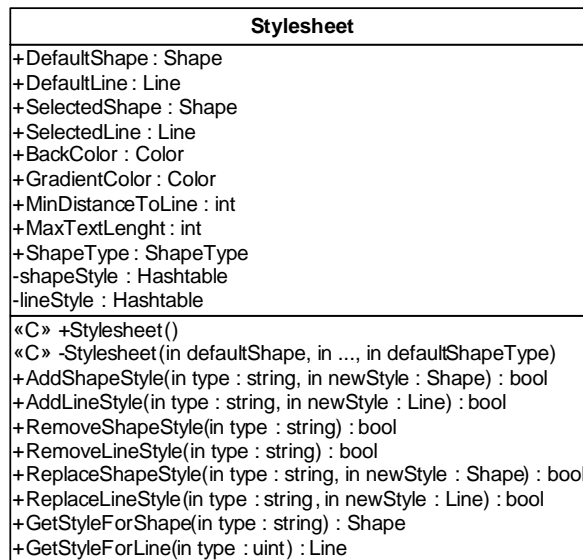 Stylesheet
+DefaultShape : Shape
+DefaultLine : Line
+SelectedShape : Shape
+SelectedLine : Line
+BackColor : Color
+GradientColor : Color
+MinDistanceToLine : int
+MaxTextLenght : int
+ShapeType : ShapeType
-shapeStyle : Hashtable
-lineStyle : Hashtable
«C» +Stylesheet()
«C» -Stylesheet(in defaultShape, in ..., in defaultShapeType)
+AddShapeStyle(in type : string, in newStyle : Shape) : bool
+AddLineStyle(in type : string, in newStyle : Line) : bool
+RemoveShapeStyle(in type : string) : bool
+RemoveLineStyle(in type : string) : bool
+ReplaceShapeStyle(in type : string, in newStyle : Shape) : bool
+ReplaceLineStyle(in type : string, in newStyle : Line) : bool
+GetStyleForShape(in type : string) : Shape
+GetStyleForLine(in type : uint) : Line